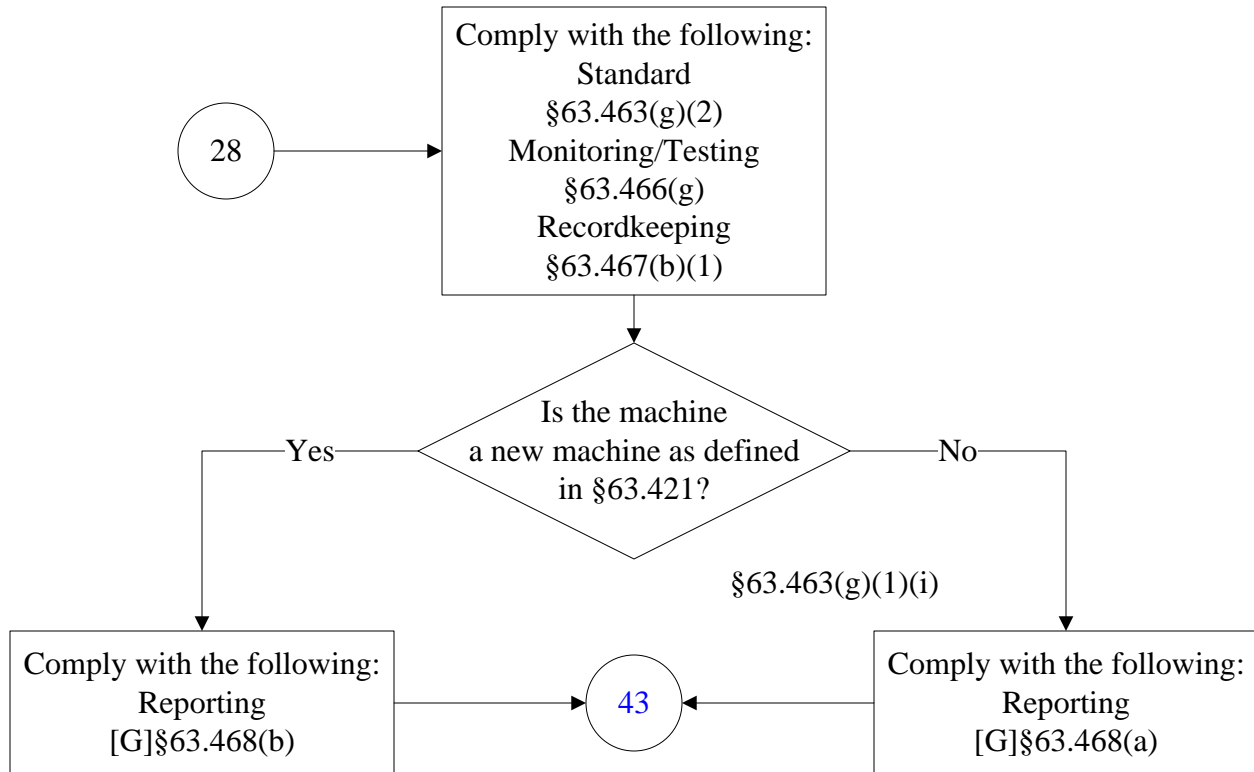 Comply with the following:
Standard
§63.463(g)(2)
Monitoring/Testing
§63.466(g)
Recordkeeping
§63.467(b)(1)
28
Is the machine
a new machine as defined
in §63.421?
Yes
No
§63.463(g)(1)(i)
Comply with the following:
Reporting
[G]§63.468(b)
43
Comply with the following:
Reporting
[G]§63.468(a)